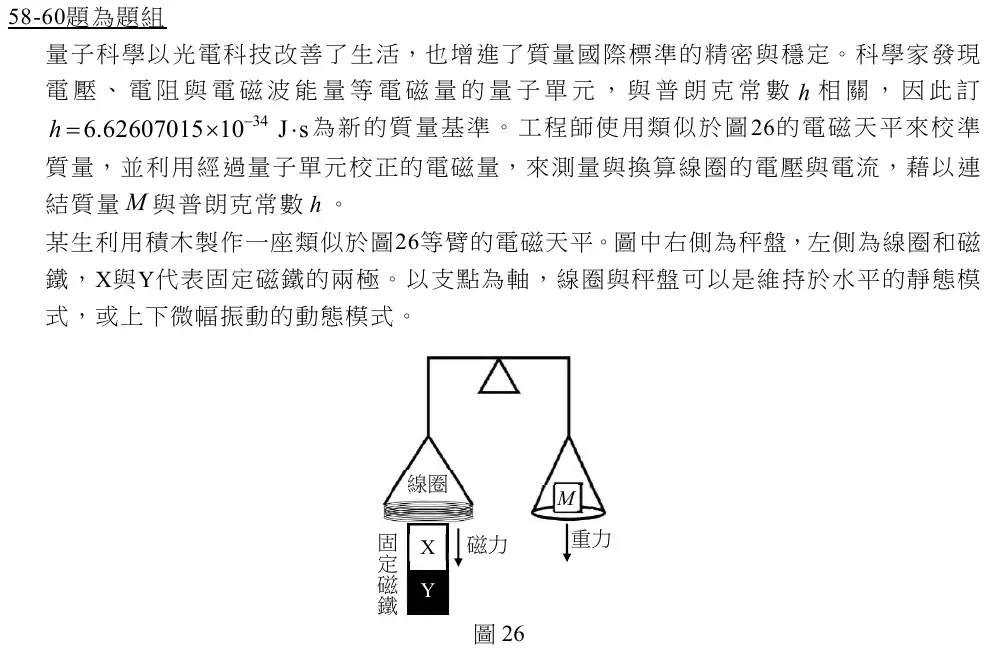 58-60題為題組
量子科學以光電科技改善了生活，也增進了質量國際標準的精密與穩定。科學家發現
電壓、電阻與電磁波能量等電磁量的量子單元，與普朗克常數 h 相關，因此訂
h＝6.62607015×10⁻³⁴ J·s為新的質量基準。工程師使用類似於圖26的電磁天平來校準
質量，並利用經過量子單元校正的電磁量，來測量與換算線圈的電壓與電流，藉以連
結質量 M 與普朗克常數 h 。
某生利用積木製作一座類似於圖26等臂的電磁天平。圖中右側為秤盤，左側為線圈和磁
鐵，X與Y代表固定磁鐵的兩極。以支點為軸，線圈與秤盤可以是維持於水平的靜態模
式，或上下微幅振動的動態模式。
線圈
M
固定磁鐵
X
磁力
重力
Y
圖 26